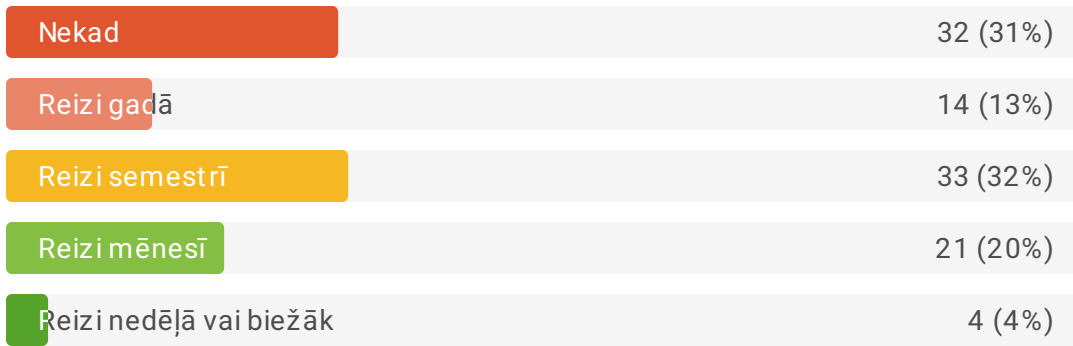 Nekad 32 (31%)
Reizi gadā 14 (13%)
Reizi semestrī 33 (32%)
Reizi mēnesī 21 (20%)
Reizi nedēļā vai biežāk 4 (4%)